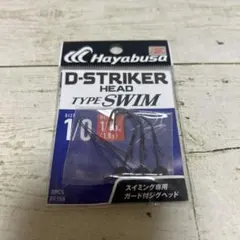 Hayabusa
D-STRIKER
HEAD
TYPE SWIM
SIZE
1/0
スイミング専用
ガード付ジグヘッド